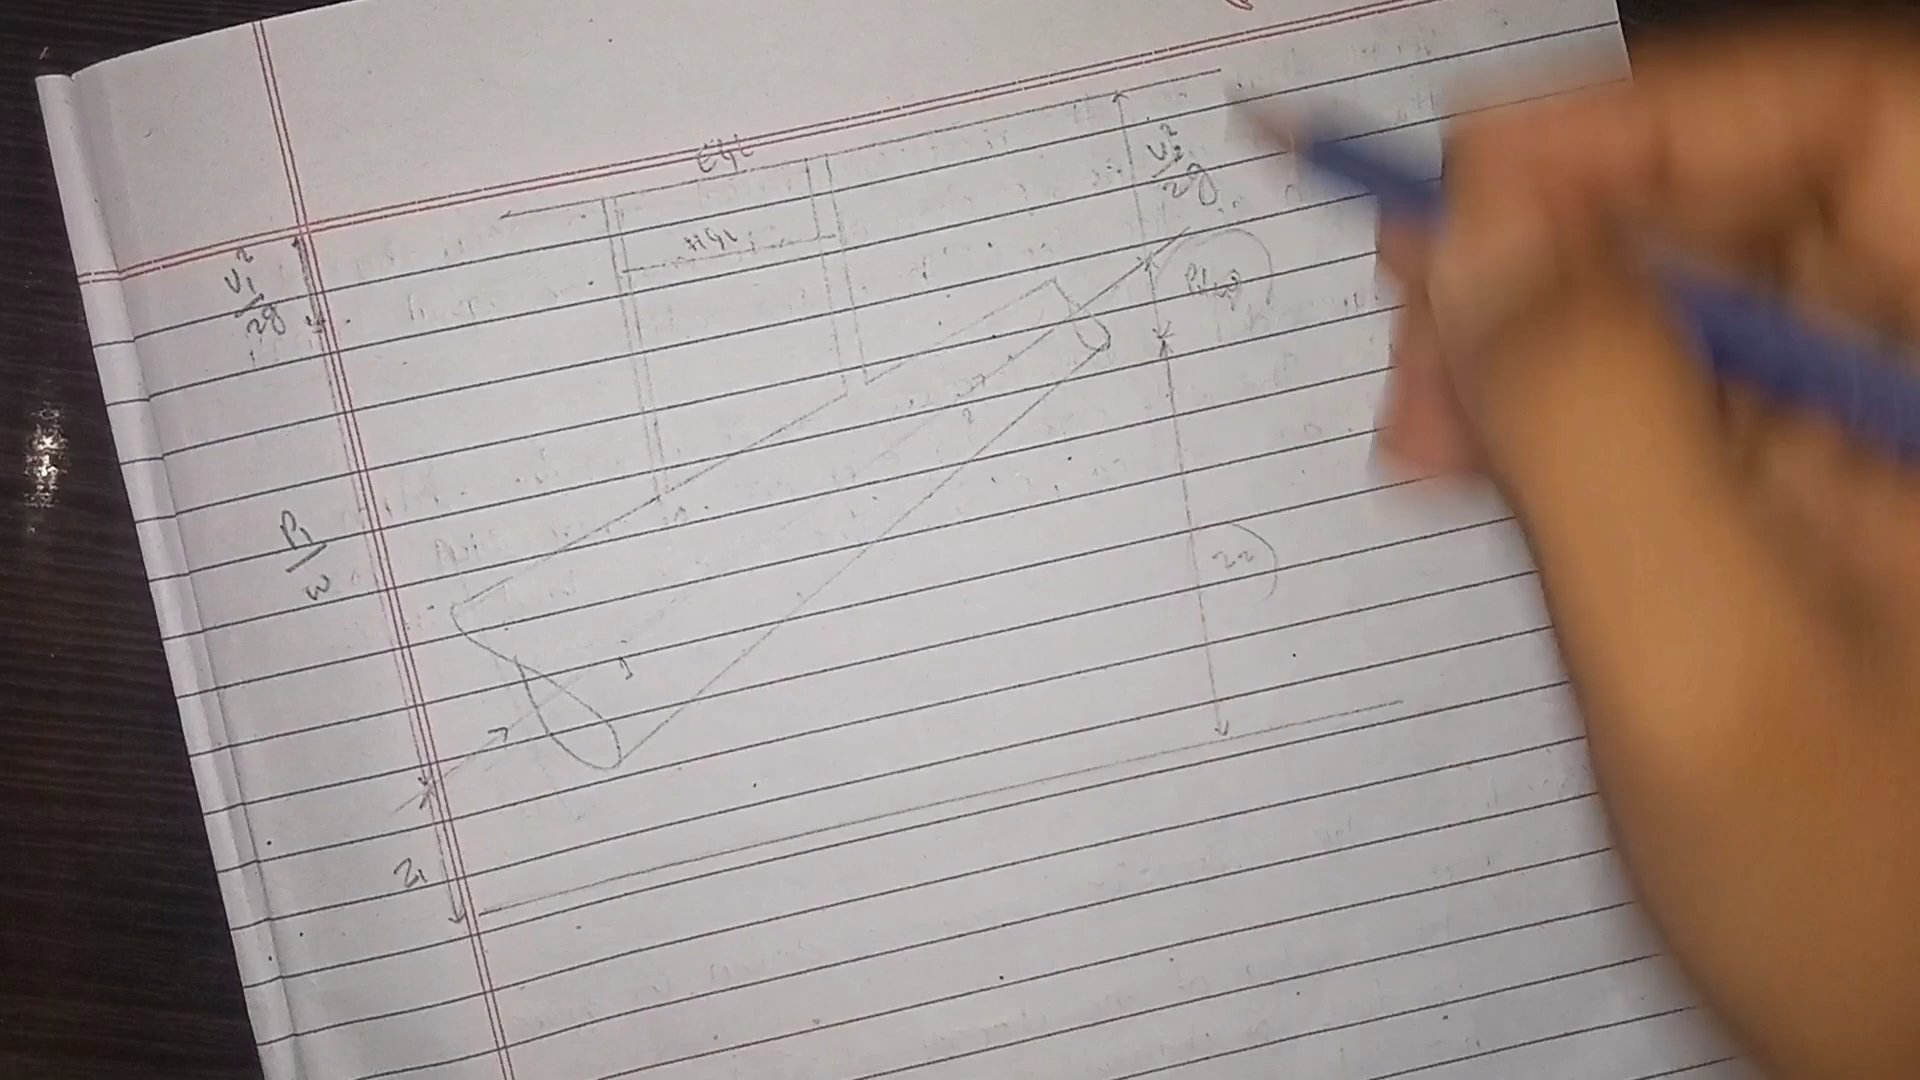 EGL
HGL
V₁²/2g
V₂²/2g
P₁/w
P₂/w
Z₁
Z₂
1
2